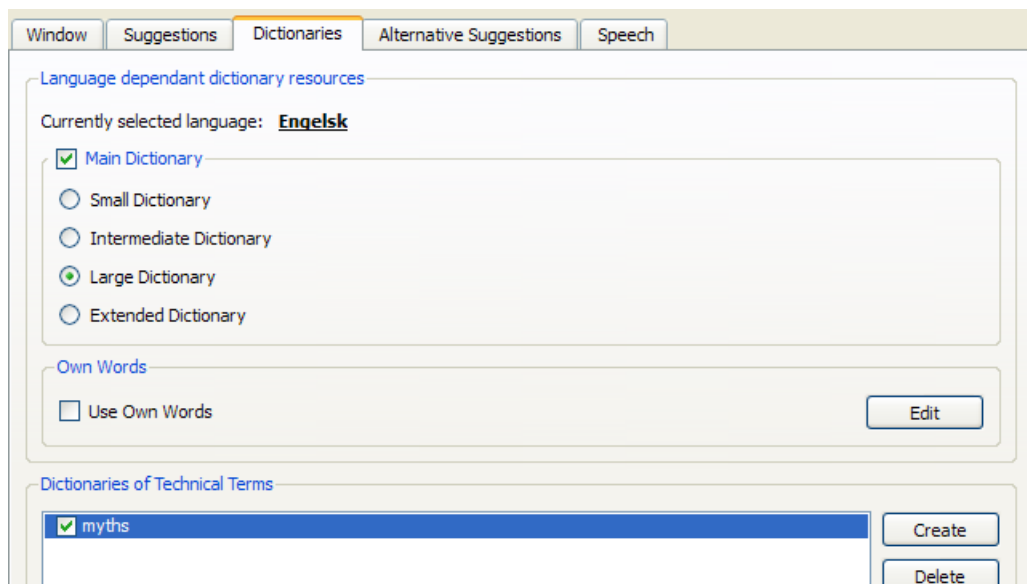 Window Suggestions Dictionaries Alternative Suggestions Speech
Language dependant dictionary resources
Currently selected language: Engelsk
Main Dictionary
Small Dictionary
Intermediate Dictionary
Large Dictionary
Extended Dictionary
Own Words
Use Own Words Edit
Dictionaries of Technical Terms
myths Create
Delete